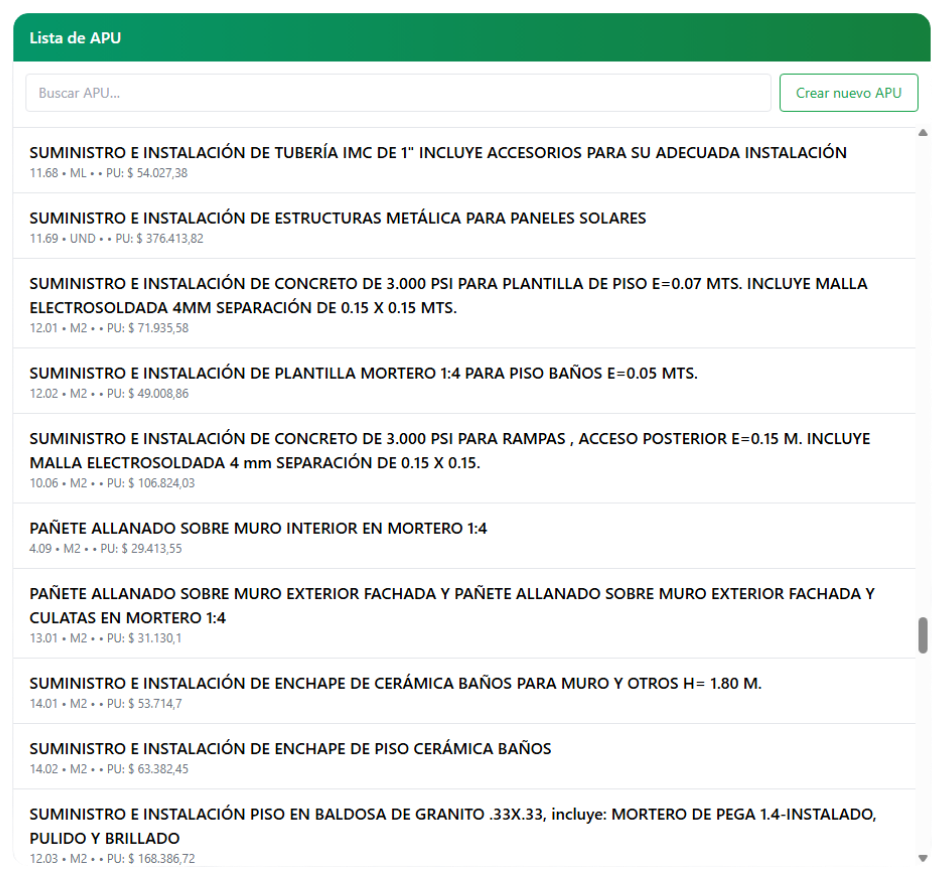 Lista de APU
Buscar APU...
Crear nuevo APU
SUMINISTRO E INSTALACIÓN DE TUBERÍA IMC DE 1" INCLUYE ACCESORIOS PARA SU ADECUADA INSTALACIÓN
11.68 • ML • • PU: $ 54.027,38
SUMINISTRO E INSTALACIÓN DE ESTRUCTURAS METÁLICA PARA PANELES SOLARES
11.69 • UND • • PU: $ 376.413,82
SUMINISTRO E INSTALACIÓN DE CONCRETO DE 3.000 PSI PARA PLANTILLA DE PISO E=0.07 MTS. INCLUYE MALLA
ELECTROSOLDADA 4MM SEPARACIÓN DE 0.15 X 0.15 MTS.
12.01 • M2 • • PU: $ 71.935,58
SUMINISTRO E INSTALACIÓN DE PLANTILLA MORTERO 1:4 PARA PISO BAÑOS E=0.05 MTS.
12.02 • M2 • • PU: $ 49.008,86
SUMINISTRO E INSTALACIÓN DE CONCRETO DE 3.000 PSI PARA RAMPAS , ACCESO POSTERIOR E=0.15 M. INCLUYE
MALLA ELECTROSOLDADA 4 mm SEPARACIÓN DE 0.15 X 0.15.
10.06 • M2 • • PU: $ 106.824,03
PAÑETE ALLANADO SOBRE MURO INTERIOR EN MORTERO 1:4
4.09 • M2 • • PU: $ 29.413,55
PAÑETE ALLANADO SOBRE MURO EXTERIOR FACHADA Y PAÑETE ALLANADO SOBRE MURO EXTERIOR FACHADA Y
CULATAS EN MORTERO 1:4
13.01 • M2 • • PU: $ 31.130,1
SUMINISTRO E INSTALACIÓN DE ENCHAPE DE CERÁMICA BAÑOS PARA MURO Y OTROS H= 1.80 M.
14.01 • M2 • • PU: $ 53.714,7
SUMINISTRO E INSTALACIÓN DE ENCHAPE DE PISO CERÁMICA BAÑOS
14.02 • M2 • • PU: $ 63.382,45
SUMINISTRO E INSTALACIÓN PISO EN BALDOSA DE GRANITO .33X.33, incluye: MORTERO DE PEGA 1.4-INSTALADO,
PULIDO Y BRILLADO
12.03 • M2 • • PU: $ 168.386,72